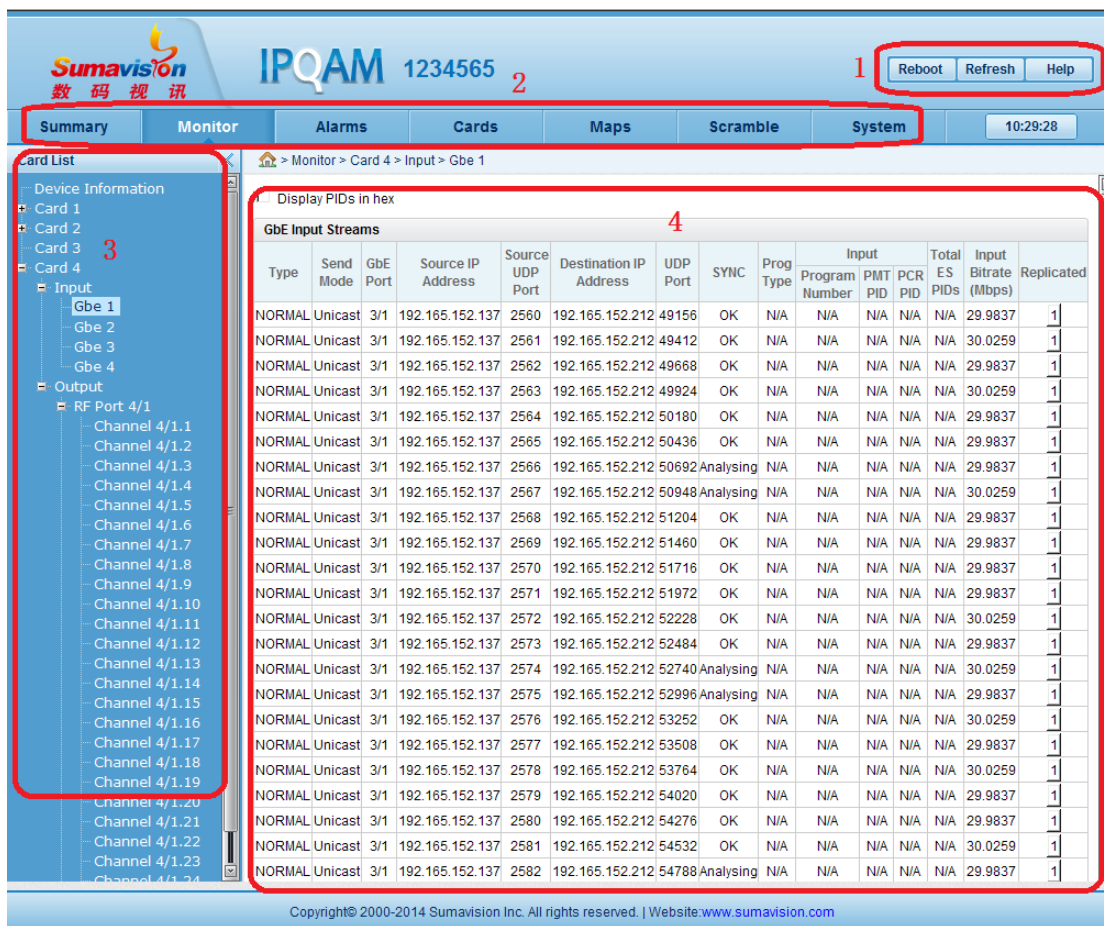 Sumavision
数 码 视 讯
IPQAM 1234565
2
1
Reboot Refresh Help
Summary Monitor Alarms Cards Maps Scramble System 10:29:28
Card List
> Monitor > Card 4 > Input > Gbe 1
Device Information
Card 1
Card 2
Card 3
3
Card 4
Input
Gbe 1
Gbe 2
Gbe 3
Gbe 4
Output
RF Port 4/1
Channel 4/1.1
Channel 4/1.2
Channel 4/1.3
Channel 4/1.4
Channel 4/1.5
Channel 4/1.6
Channel 4/1.7
Channel 4/1.8
Channel 4/1.9
Channel 4/1.10
Channel 4/1.11
Channel 4/1.12
Channel 4/1.13
Channel 4/1.14
Channel 4/1.15
Channel 4/1.16
Channel 4/1.17
Channel 4/1.18
Channel 4/1.19
Channel 4/1.20
Channel 4/1.21
Channel 4/1.22
Channel 4/1.23
Channel 4/1.24
Display PIDs in hex
4
GbE Input Streams
Type Send Mode GbE Port Source IP Address Source UDP Port Destination IP Address UDP Port SYNC Prog Type Input Program Number PMT PID PCR PID Total ES PIDs Input Bitrate (Mbps) Replicated
NORMAL Unicast 3/1 192.165.152.137 2560 192.165.152.212 49156 OK N/A N/A N/A N/A N/A 29.9837 1
NORMAL Unicast 3/1 192.165.152.137 2561 192.165.152.212 49412 OK N/A N/A N/A N/A N/A 30.0259 1
NORMAL Unicast 3/1 192.165.152.137 2562 192.165.152.212 49668 OK N/A N/A N/A N/A N/A 29.9837 1
NORMAL Unicast 3/1 192.165.152.137 2563 192.165.152.212 49924 OK N/A N/A N/A N/A N/A 30.0259 1
NORMAL Unicast 3/1 192.165.152.137 2564 192.165.152.212 50180 OK N/A N/A N/A N/A N/A 29.9837 1
NORMAL Unicast 3/1 192.165.152.137 2565 192.165.152.212 50436 OK N/A N/A N/A N/A N/A 29.9837 1
NORMAL Unicast 3/1 192.165.152.137 2566 192.165.152.212 50692 Analysing N/A N/A N/A N/A N/A 29.9837 1
NORMAL Unicast 3/1 192.165.152.137 2567 192.165.152.212 50948 Analysing N/A N/A N/A N/A N/A 30.0259 1
NORMAL Unicast 3/1 192.165.152.137 2568 192.165.152.212 51204 OK N/A N/A N/A N/A N/A 29.9837 1
NORMAL Unicast 3/1 192.165.152.137 2569 192.165.152.212 51460 OK N/A N/A N/A N/A N/A 29.9837 1
NORMAL Unicast 3/1 192.165.152.137 2570 192.165.152.212 51716 OK N/A N/A N/A N/A N/A 29.9837 1
NORMAL Unicast 3/1 192.165.152.137 2571 192.165.152.212 51972 OK N/A N/A N/A N/A N/A 29.9837 1
NORMAL Unicast 3/1 192.165.152.137 2572 192.165.152.212 52228 OK N/A N/A N/A N/A N/A 30.0259 1
NORMAL Unicast 3/1 192.165.152.137 2573 192.165.152.212 52484 OK N/A N/A N/A N/A N/A 29.9837 1
NORMAL Unicast 3/1 192.165.152.137 2574 192.165.152.212 52740 Analysing N/A N/A N/A N/A N/A 30.0259 1
NORMAL Unicast 3/1 192.165.152.137 2575 192.165.152.212 52996 Analysing N/A N/A N/A N/A N/A 29.9837 1
NORMAL Unicast 3/1 192.165.152.137 2576 192.165.152.212 53252 OK N/A N/A N/A N/A N/A 30.0259 1
NORMAL Unicast 3/1 192.165.152.137 2577 192.165.152.212 53508 OK N/A N/A N/A N/A N/A 29.9837 1
NORMAL Unicast 3/1 192.165.152.137 2578 192.165.152.212 53764 OK N/A N/A N/A N/A N/A 30.0259 1
NORMAL Unicast 3/1 192.165.152.137 2579 192.165.152.212 54020 OK N/A N/A N/A N/A N/A 29.9837 1
NORMAL Unicast 3/1 192.165.152.137 2580 192.165.152.212 54276 OK N/A N/A N/A N/A N/A 29.9837 1
NORMAL Unicast 3/1 192.165.152.137 2581 192.165.152.212 54532 OK N/A N/A N/A N/A N/A 30.0259 1
NORMAL Unicast 3/1 192.165.152.137 2582 192.165.152.212 54788 Analysing N/A N/A N/A N/A N/A 29.9837 1
Copyright© 2000-2014 Sumavision Inc. All rights reserved. | Website:www.sumavision.com